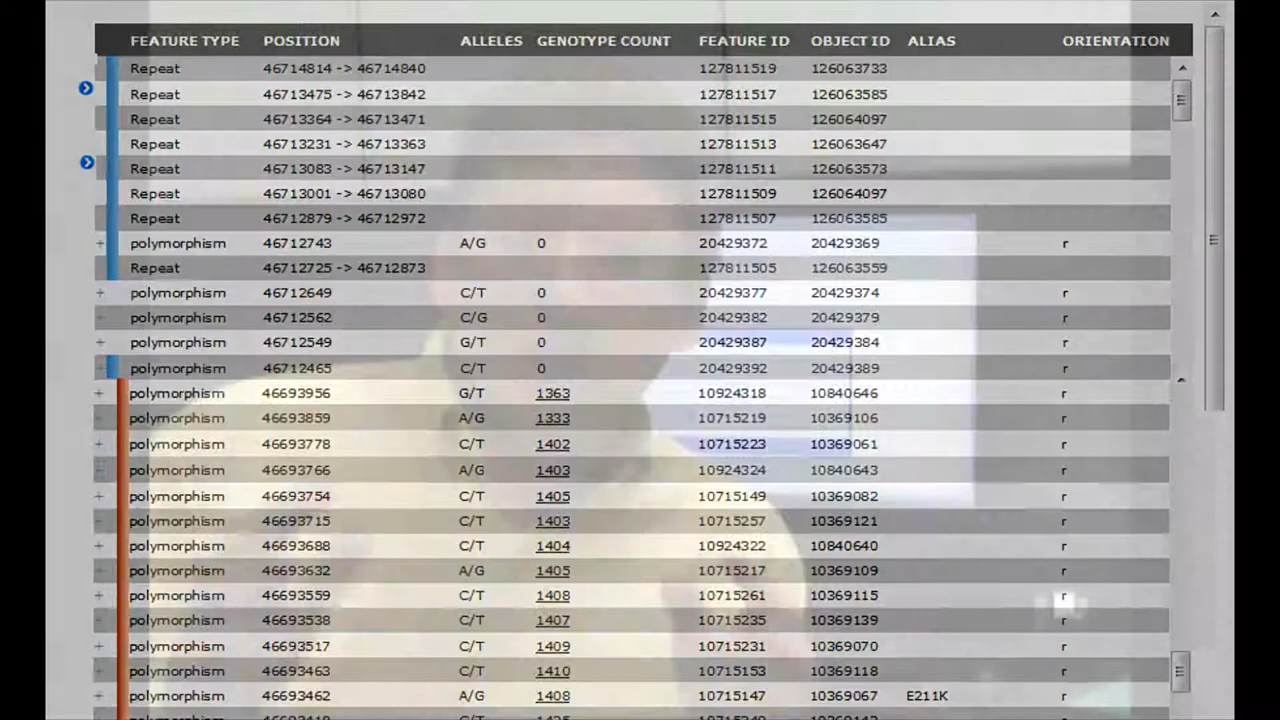 FEATURE TYPE POSITION ALLELES GENOTYPE COUNT FEATURE ID OBJECT ID ALIAS ORIENTATION
Repeat 46714814 -> 46714840 127811519 126063733
Repeat 46713475 -> 46713842 127811517 126063585
Repeat 46713364 -> 46713471 127811515 126064097
Repeat 46713231 -> 46713363 127811513 126063647
Repeat 46713083 -> 46713147 127811511 126063573
Repeat 46713001 -> 46713080 127811509 126064097
Repeat 46712879 -> 46712972 127811507 126063585
+ polymorphism 46712743 A/G 0 20429372 20429369 r
Repeat 46712725 -> 46712873 127811505 126063559
+ polymorphism 46712649 C/T 0 20429377 20429374 r
+ polymorphism 46712562 C/G 0 20429382 20429379 r
+ polymorphism 46712549 G/T 0 20429387 20429384 r
+ polymorphism 46712465 C/T 0 20429392 20429389 r
+ polymorphism 46693956 G/T 1363 10924318 10840646 r
+ polymorphism 46693859 A/G 1333 10715219 10369106 r
+ polymorphism 46693778 C/T 1402 10715223 10369061 r
+ polymorphism 46693766 A/G 1403 10924324 10840643 r
+ polymorphism 46693754 C/T 1405 10715149 10369082 r
+ polymorphism 46693715 C/T 1403 10715257 10369121 r
+ polymorphism 46693688 C/T 1404 10924322 10840640 r
+ polymorphism 46693632 A/G 1405 10715217 10369109 r
+ polymorphism 46693559 C/T 1408 10715261 10369115 r
+ polymorphism 46693538 C/T 1407 10715235 10369139 r
+ polymorphism 46693517 C/T 1409 10715231 10369070 r
+ polymorphism 46693463 C/T 1410 10715153 10369118 r
+ polymorphism 46693462 A/G 1408 10715147 10369067 E211K r